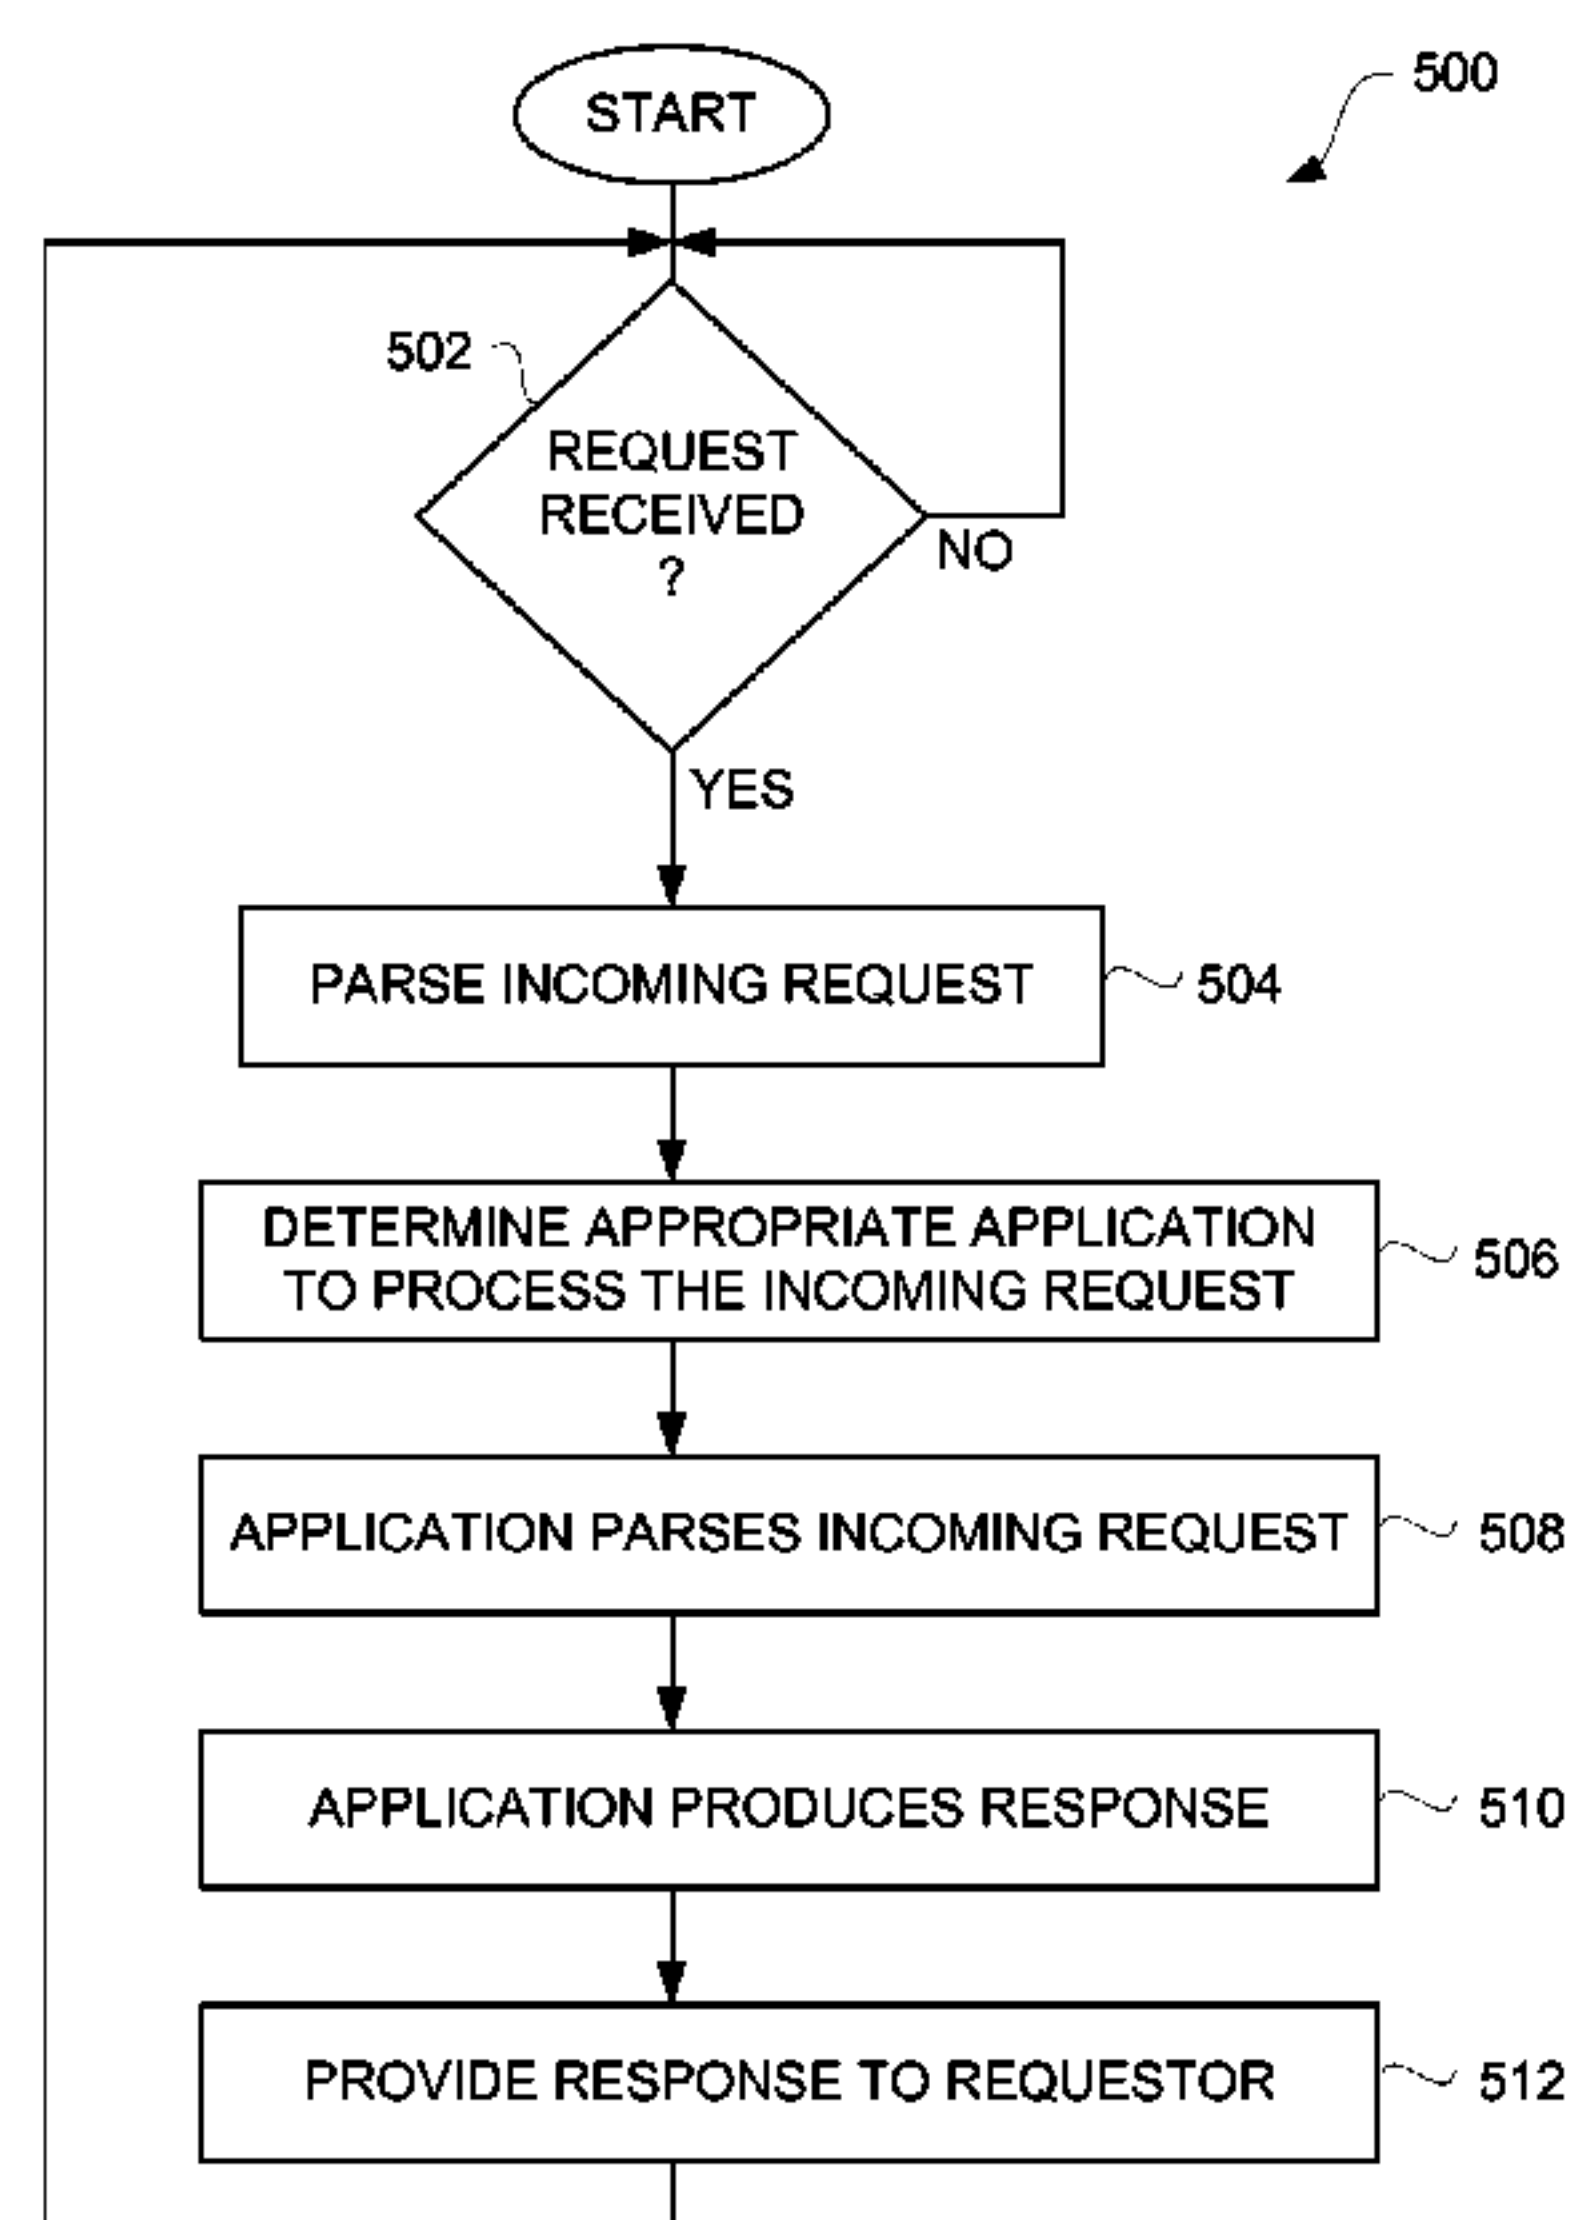 START
500
502
REQUEST
RECEIVED
?
NO
YES
PARSE INCOMING REQUEST
504
DETERMINE APPROPRIATE APPLICATION
TO PROCESS THE INCOMING REQUEST
506
APPLICATION PARSES INCOMING REQUEST
508
APPLICATION PRODUCES RESPONSE
510
PROVIDE RESPONSE TO REQUESTOR
512